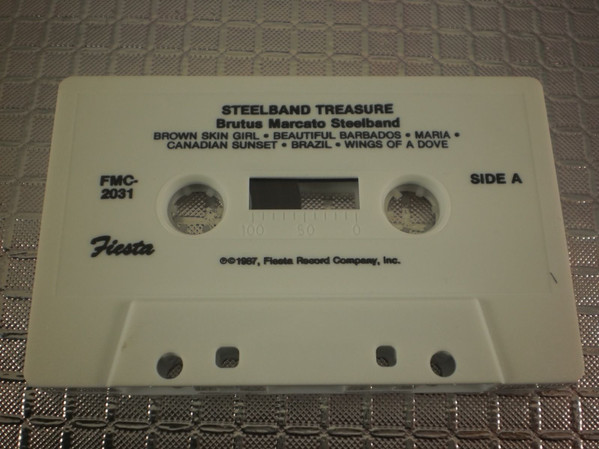 STEELBAND TREASURE
Brutus Marcato Steelband
BROWN SKIN GIRL • BEAUTIFUL BARBADOS • MARIA •
CANADIAN SUNSET • BRAZIL • WINGS OF A DOVE
FMC-
2031
SIDE A
100 50 0
Fiesta
℗©1987, Fiesta Record Company, Inc.